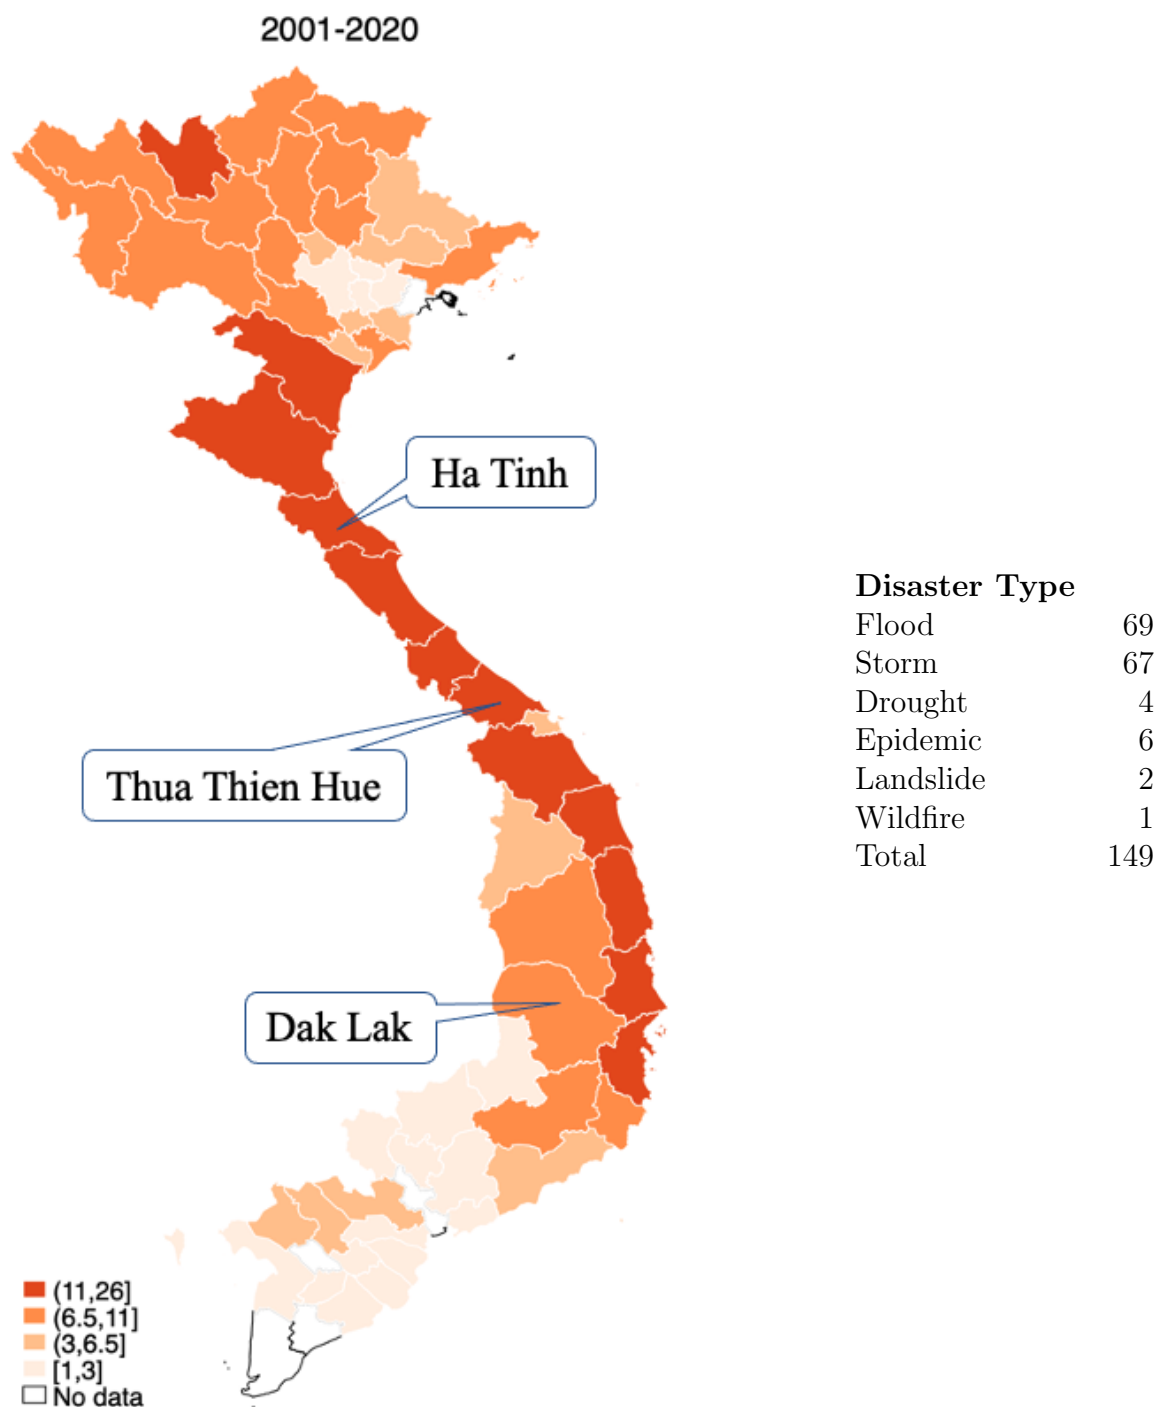 2001-2020
Ha Tinh
Thua Thien Hue
Dak Lak
(11,26]
(6.5,11]
(3,6.5]
[1,3]
No data
Disaster Type
Flood 69
Storm 67
Drought 4
Epidemic 6
Landslide 2
Wildfire 1
Total 149